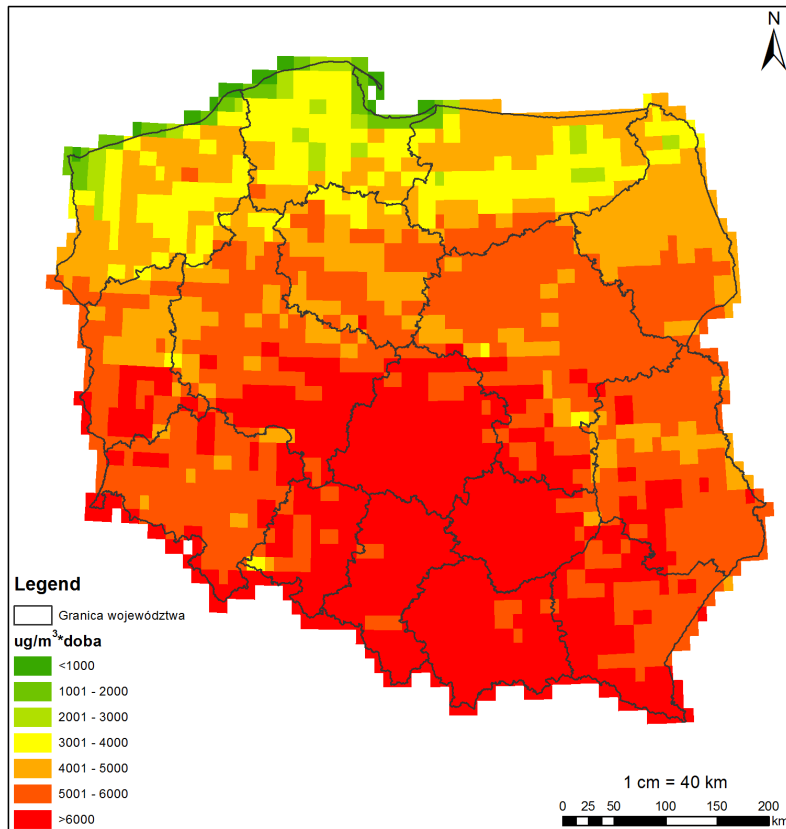 N
Legend
Granica województwa
ug/m³*doba
<1000
1001 - 2000
2001 - 3000
3001 - 4000
4001 - 5000
5001 - 6000
>6000
1 cm = 40 km
0 25 50 100 150 200
km